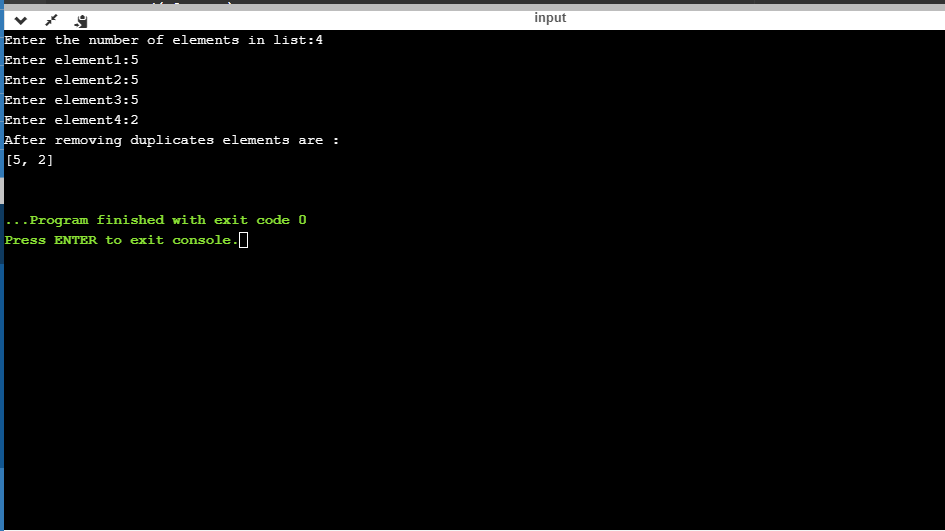 input
Enter the number of elements in list:4
Enter element1:5
Enter element2:5
Enter element3:5
Enter element4:2
After removing duplicates elements are :
[5, 2]
...Program finished with exit code 0
Press ENTER to exit console.